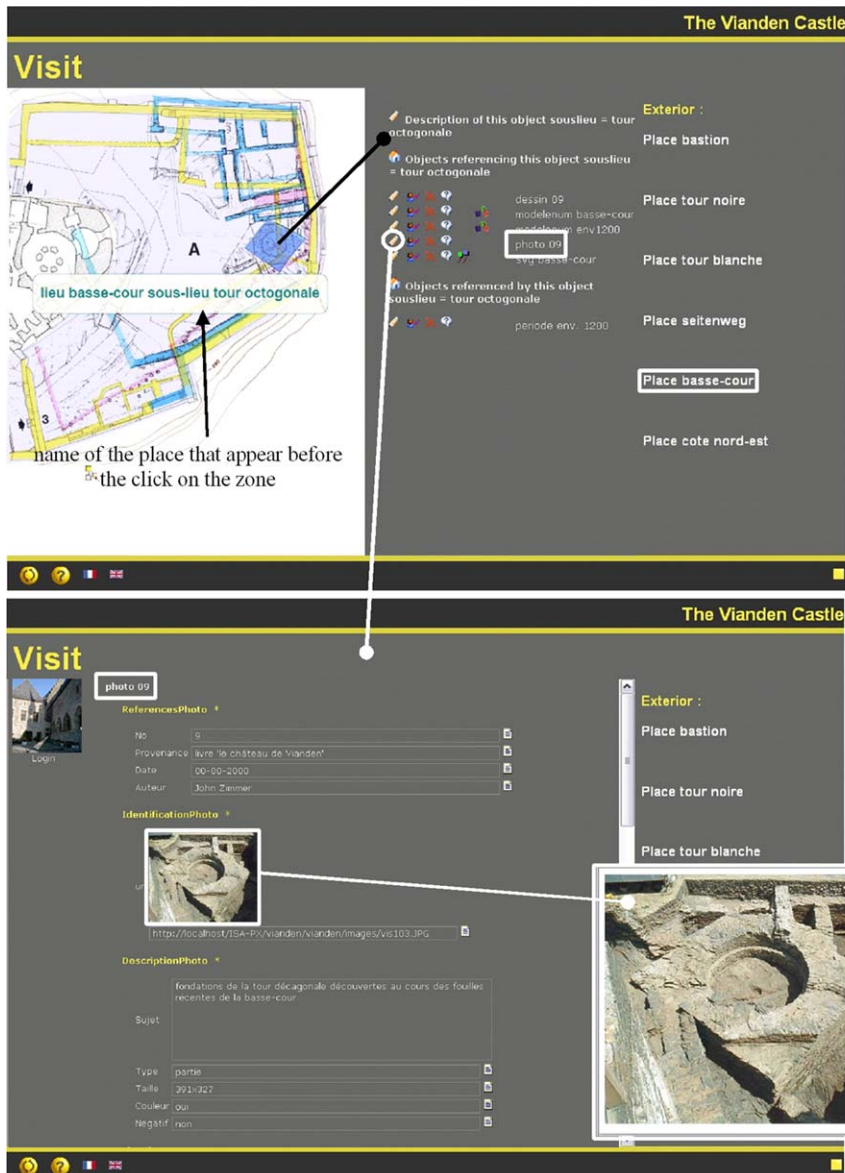 The Vianden Castle
Visit
A
3
lieu basse-cour sous-lieu tour octogonale
name of the place that appear before
the click on the zone
Description of this object souslieu = tour
octogonale
Objects referencing this object souslieu
= tour octogonale
dessin 09
modelenum basse-cour
modelenum env1200
photo 09
svg basse-cour
Objects referenced by this object
souslieu = tour octogonale
periode env. 1200
Exterior :
Place bastion
Place tour noire
Place tour blanche
Place seitenweg
Place basse-cour
Place cote nord-est
The Vianden Castle
Visit
Login
photo 09
ReferencesPhoto *
No 9
Provenance livre 'le château de Vianden'
Date 00-00-2000
Auteur John Zimmer
IdentificationPhoto *
http://localhost/ISA-PX/vianden/vianden/images/vis103.JPG
DescriptionPhoto *
Sujet fondations de la tour décagonale découvertes au cours des fouilles
recentes de la basse-cour
Type partie
Taille 391x327
Couleur oui
Negatif non
Exterior :
Place bastion
Place tour noire
Place tour blanche